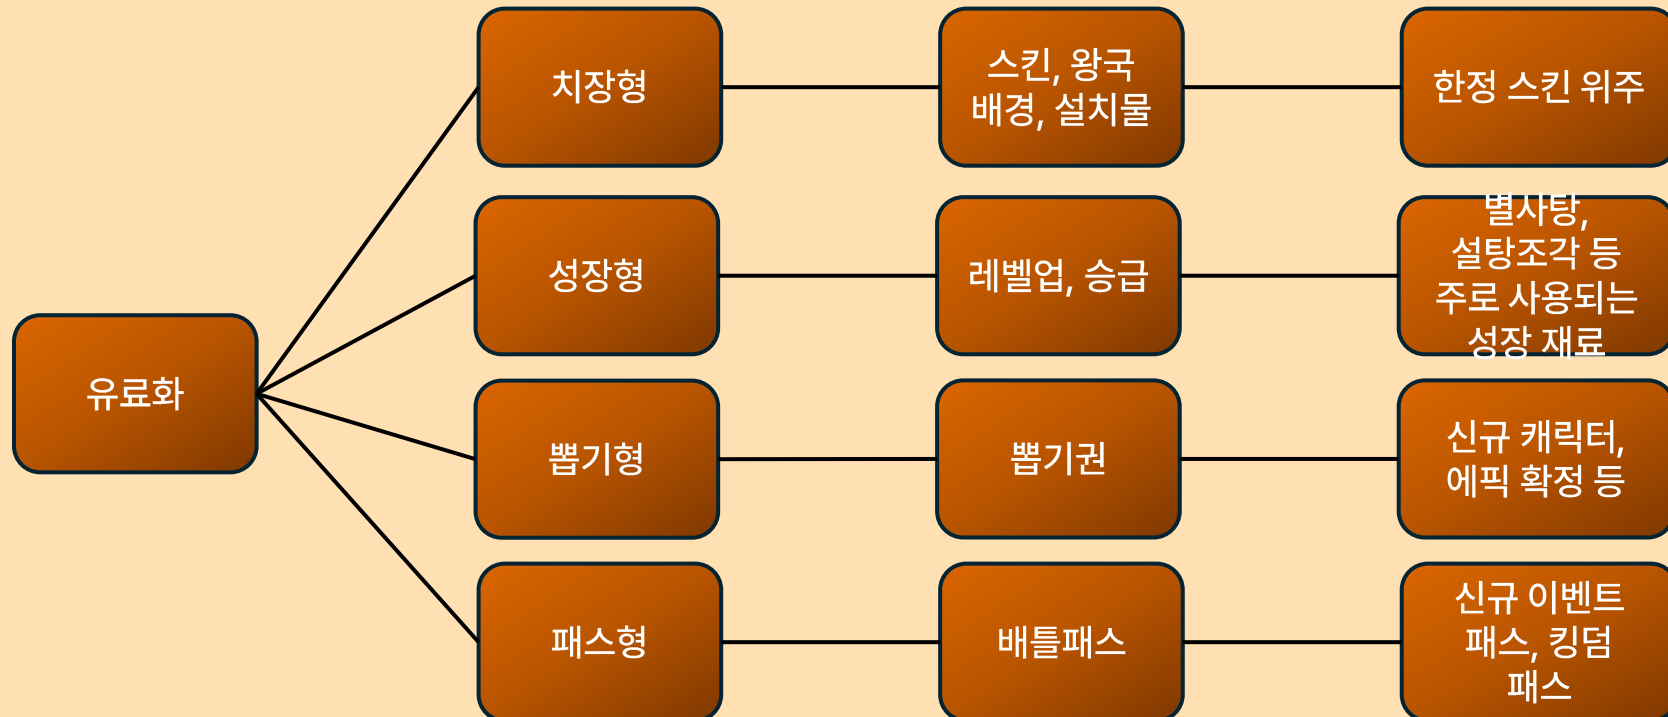 치장형
스킨, 왕국
배경, 설치물
한정 스킨 위주
성장형
레벨업, 승급
별사탕,
설탕조각 등
주로 사용되는
성장 재료
유료화
뽑기형
뽑기권
신규 캐릭터,
에픽 확정 등
패스형
배틀패스
신규 이벤트
패스, 킹덤
패스